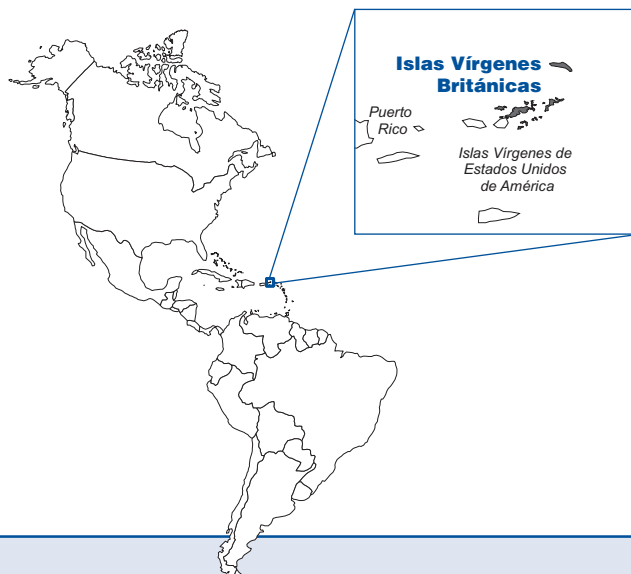 Islas Vírgenes
Británicas
Puerto
Rico
Islas Vírgenes de
Estados Unidos
de América